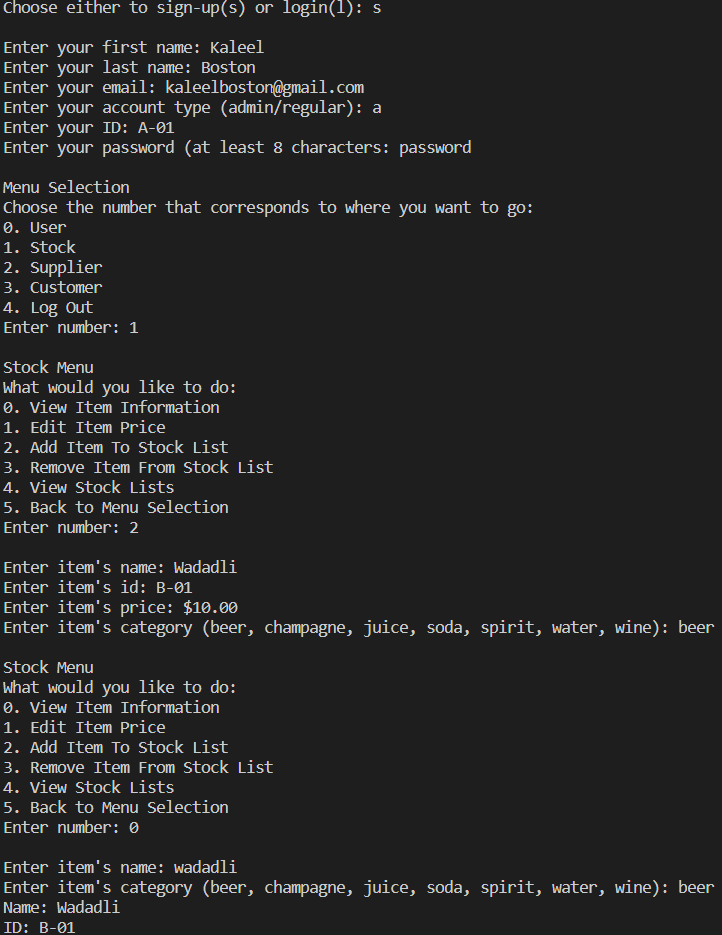 Choose either to sign-up(s) or login(l): s
Enter your first name: Kaleel
Enter your last name: Boston
Enter your email: kaleelboston@gmail.com
Enter your account type (admin/regular): a
Enter your ID: A-01
Enter your password (at least 8 characters: password
Menu Selection
Choose the number that corresponds to where you want to go:
0. User
1. Stock
2. Supplier
3. Customer
4. Log Out
Enter number: 1
Stock Menu
What would you like to do:
0. View Item Information
1. Edit Item Price
2. Add Item To Stock List
3. Remove Item From Stock List
4. View Stock Lists
5. Back to Menu Selection
Enter number: 2
Enter item's name: Wadadli
Enter item's id: B-01
Enter item's price: $10.00
Enter item's category (beer, champagne, juice, soda, spirit, water, wine): beer
Stock Menu
What would you like to do:
0. View Item Information
1. Edit Item Price
2. Add Item To Stock List
3. Remove Item From Stock List
4. View Stock Lists
5. Back to Menu Selection
Enter number: 0
Enter item's name: wadadli
Enter item's category (beer, champagne, juice, soda, spirit, water, wine): beer
Name: Wadadli
ID: B-01